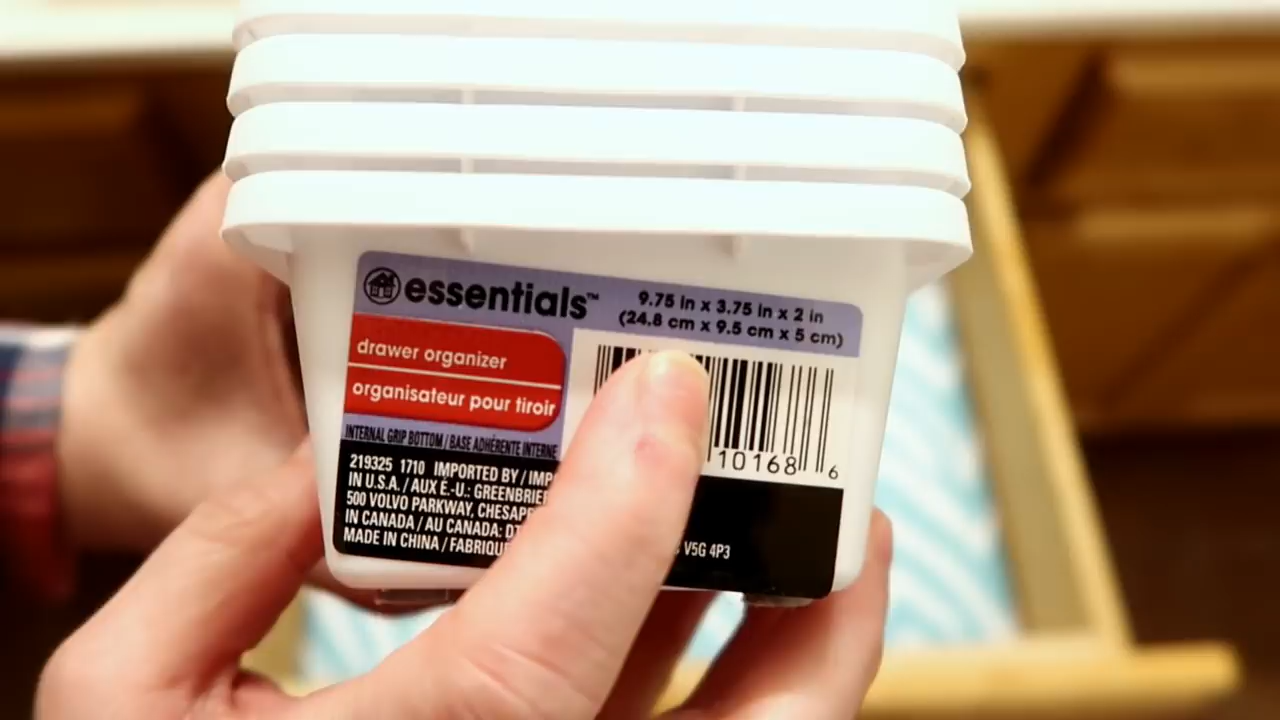 essentials™
9.75 in x 3.75 in x 2 in
(24.8 cm x 9.5 cm x 5 cm)
drawer organizer
organisateur pour tiroir
INTERNAL GRIP BOTTOM / BASE ADHÉRENTE INTERNE
219325 1710 IMPORTED BY / IMP
IN U.S.A. / AUX É.-U.: GREENBRIE
500 VOLVO PARKWAY, CHESAP
IN CANADA / AU CANADA: DT
MADE IN CHINA / FABRIQU
V5G 4P3
10168 6